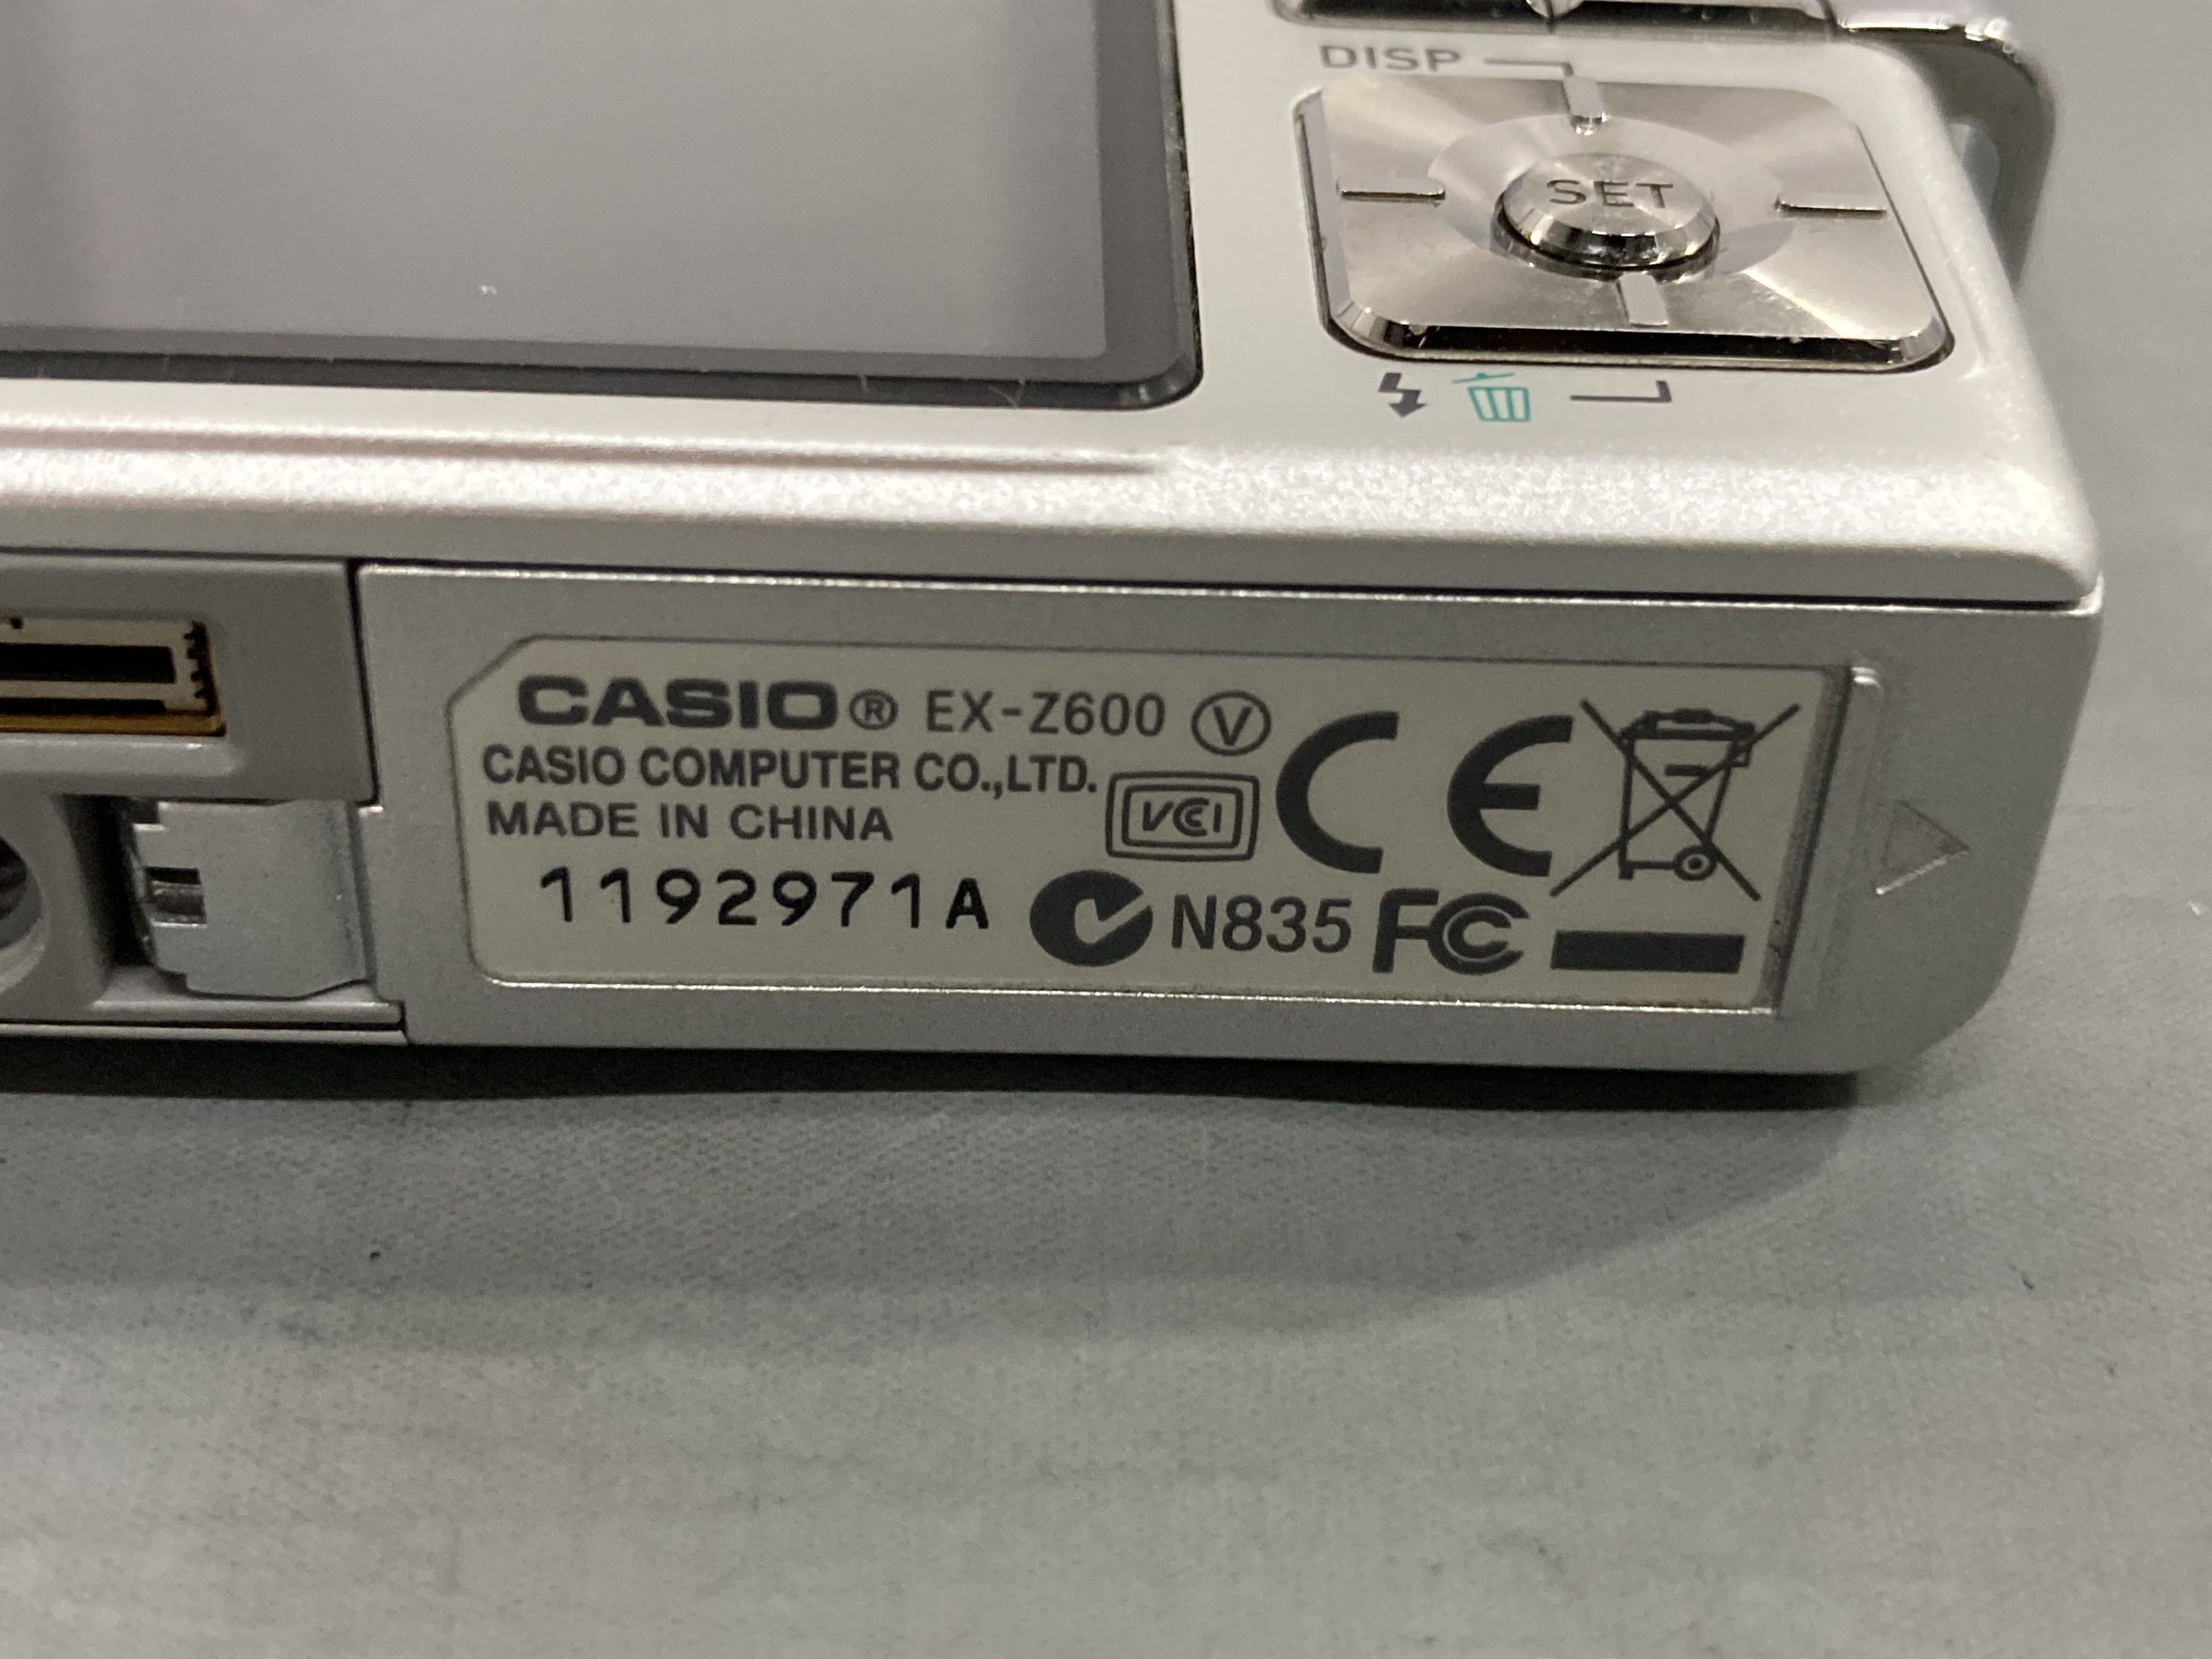 DISP
SET
CASIO® EX-Z600 Ⓥ
CASIO COMPUTER CO.,LTD.
MADE IN CHINA
VCI
CE
1192971A
N835 FC